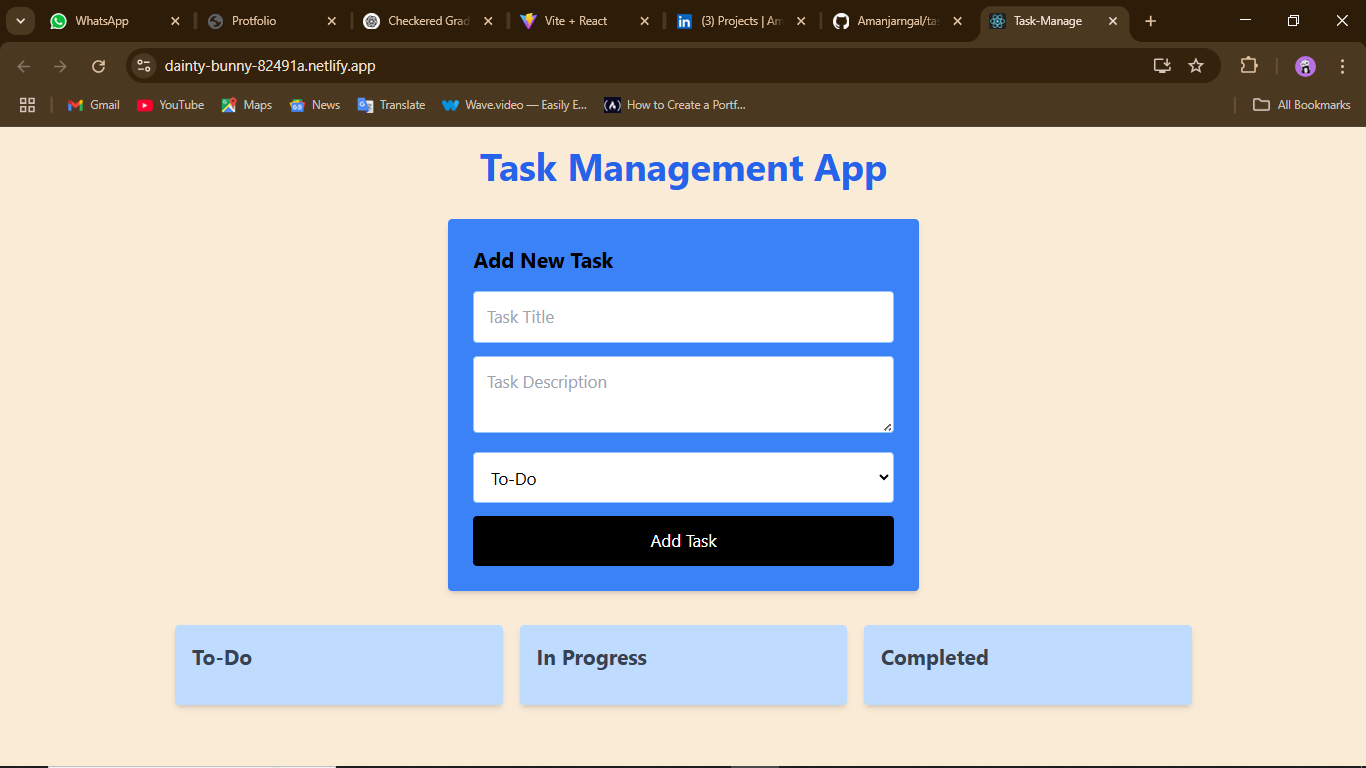 WhatsApp
Protfolio
Checkered Grad
Vite + React
(3) Projects | Am
Amanjarngal/tas
Task-Manage
dainty-bunny-82491a.netlify.app
Gmail
YouTube
Maps
News
Translate
Wave.video — Easily E...
How to Create a Portf...
All Bookmarks
Task Management App
Add New Task
Task Title
Task Description
To-Do
Add Task
To-Do
In Progress
Completed